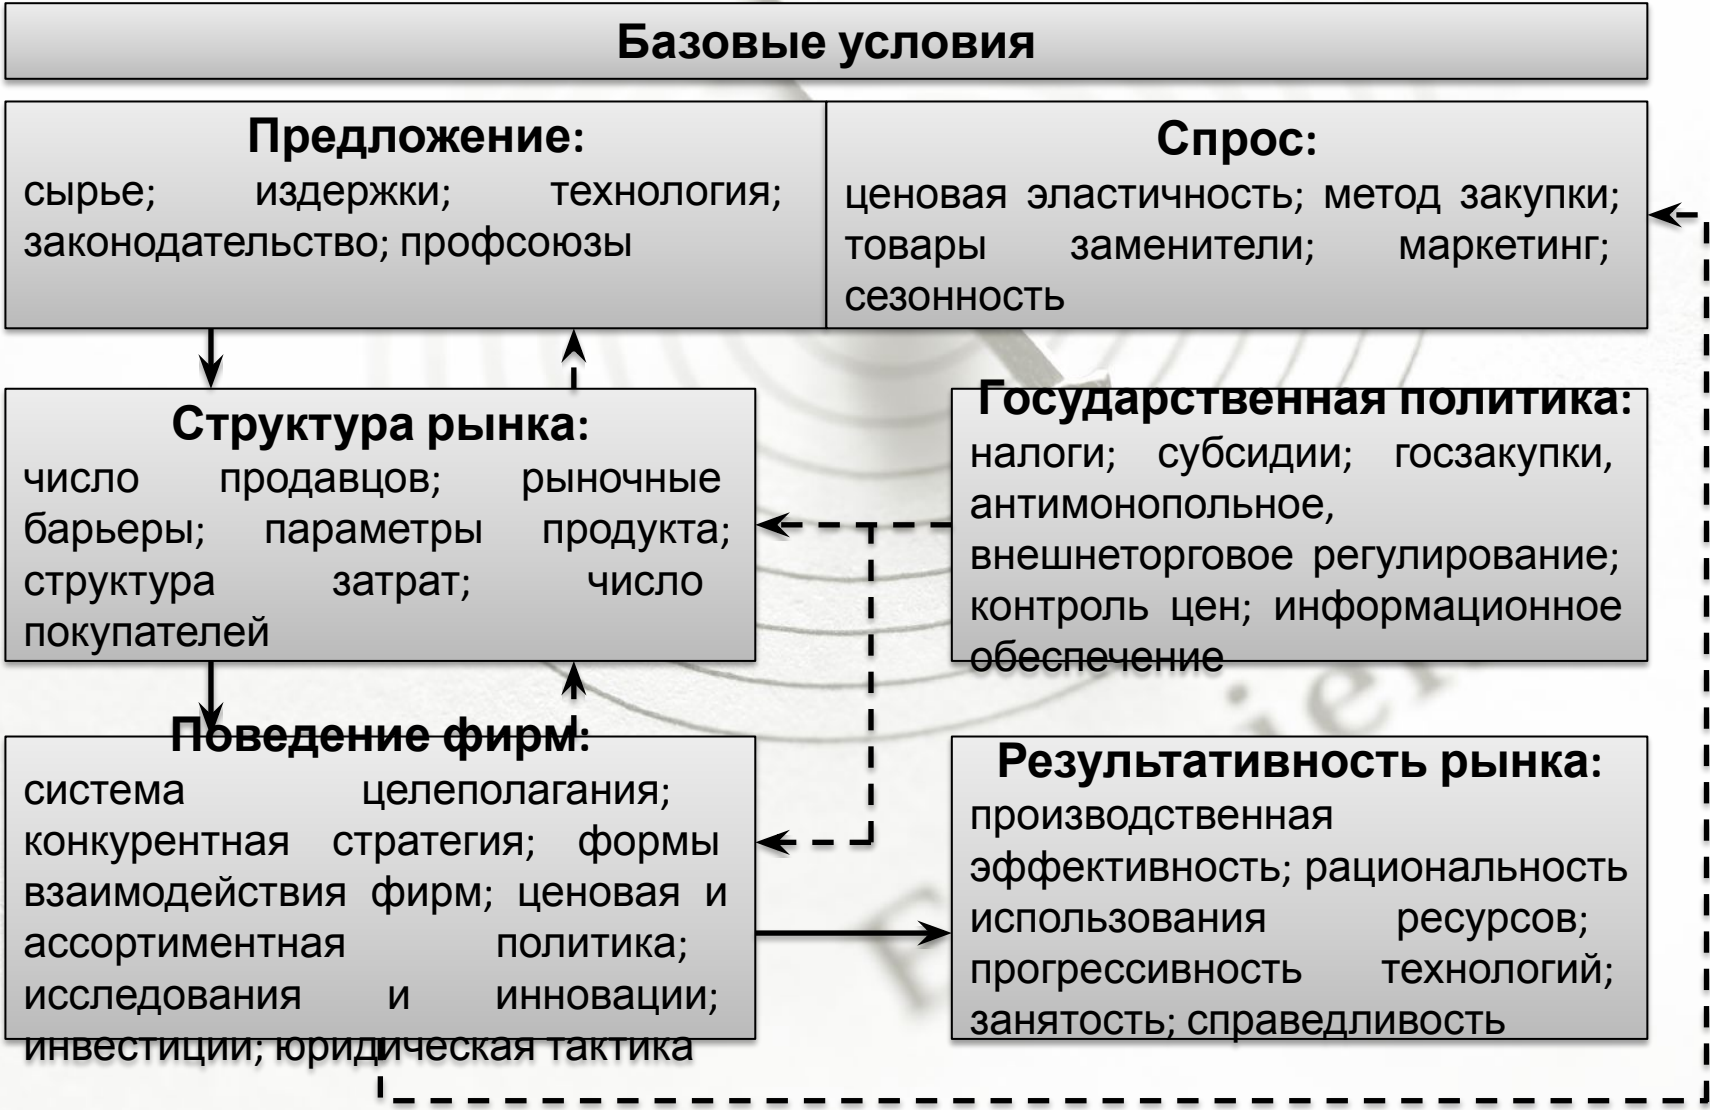 Базовые условия
Предложение:
сырье; издержки; технология;
законодательство; профсоюзы
Спрос:
ценовая эластичность; метод закупки;
товары заменители; маркетинг;
сезонность
Структура рынка:
число продавцов; рыночные
барьеры; параметры продукта;
структура затрат; число
покупателей
Государственная политика:
налоги; субсидии; госзакупки,
антимонопольное,
внешнеторговое регулирование;
контроль цен; информационное
обеспечение
Поведение фирм:
система целеполагания;
конкурентная стратегия; формы
взаимодействия фирм; ценовая и
ассортиментная политика;
исследования и инновации;
инвестиции; юридическая тактика
Результативность рынка:
производственная
эффективность; рациональность
использования ресурсов;
прогрессивность технологий;
занятость; справедливость